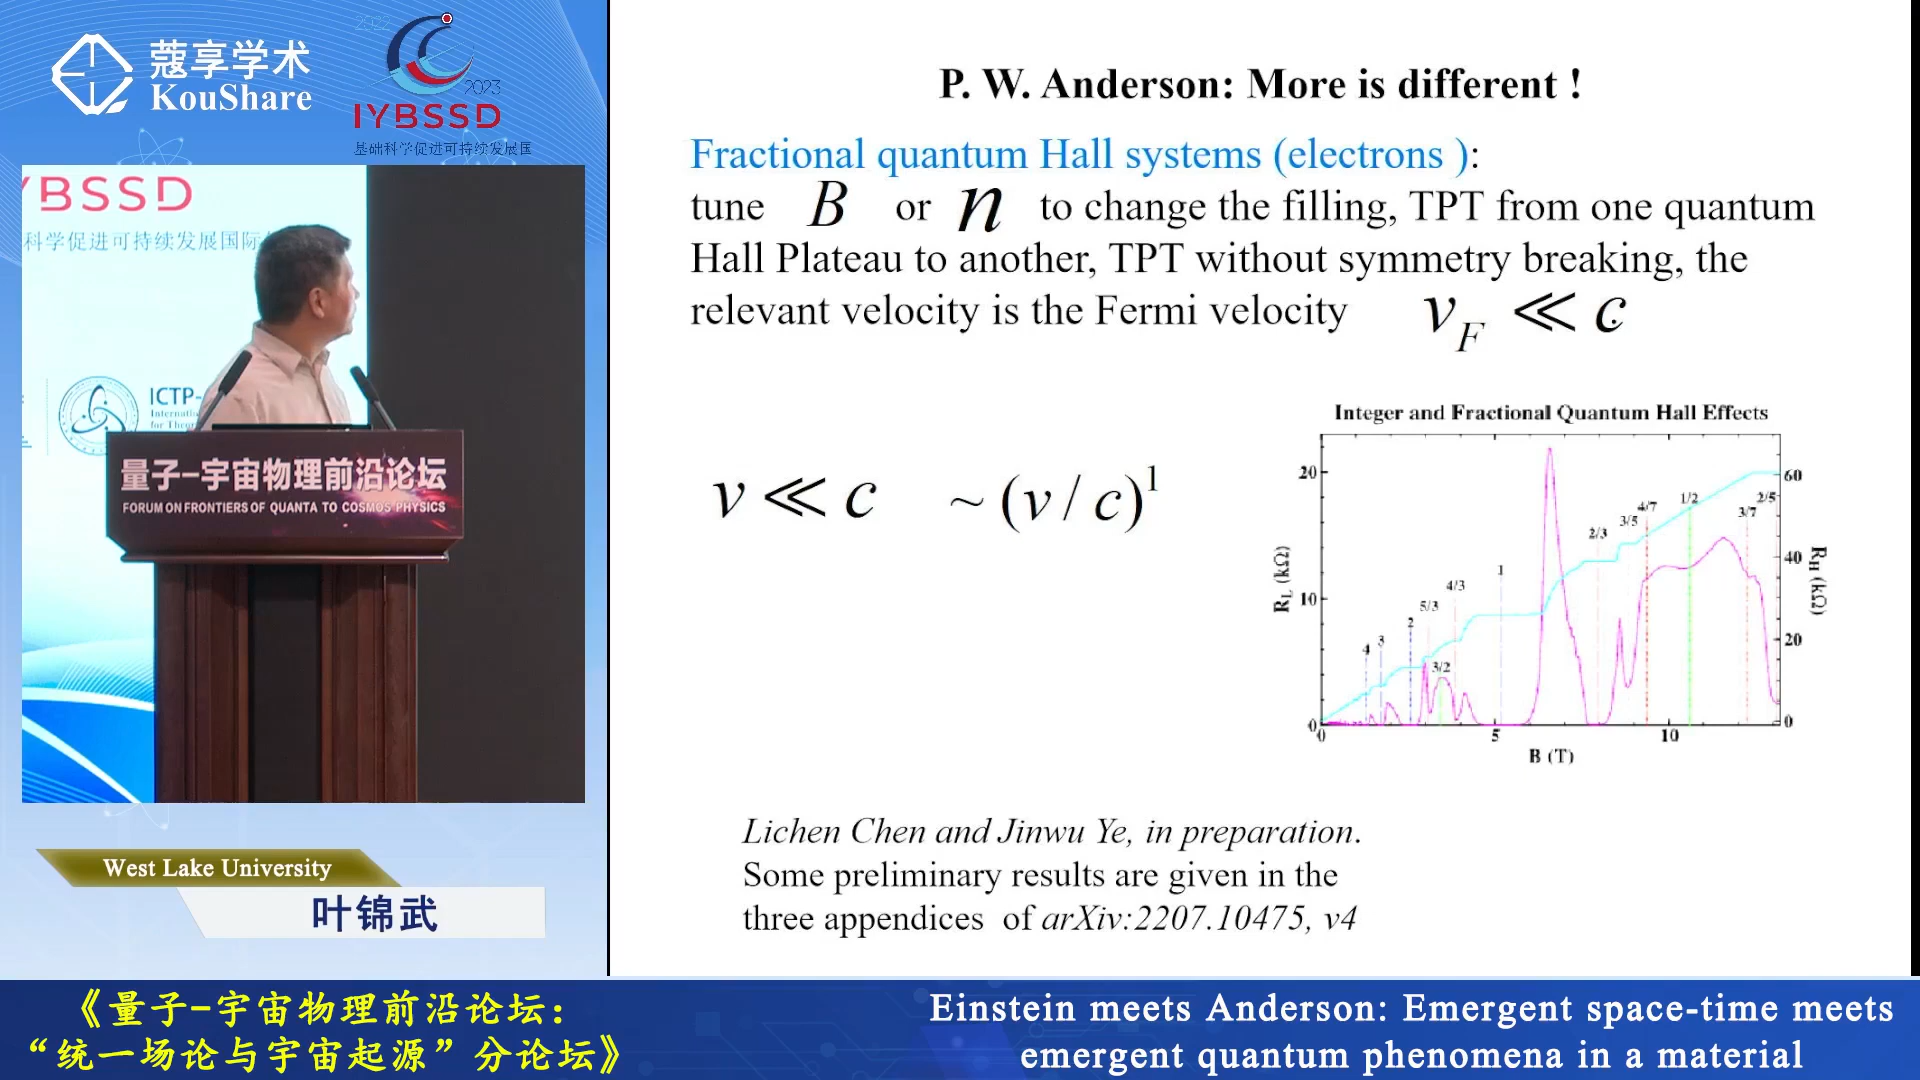 蔻享学术
KouShare
2022
2023
IYBSSD
基础科学促进可持续发展国
YBSSD
科学促进可持续发展国际
ICTP-
Internatio
for Theor
量子-宇宙物理前沿论坛
FORUM ON FRONTIERS OF QUANTA TO COSMOS PHYSICS
West Lake University
叶锦武
P. W. Anderson: More is different !
Fractional quantum Hall systems (electrons ):
tune B or n to change the filling, TPT from one quantum
Hall Plateau to another, TPT without symmetry breaking, the
relevant velocity is the Fermi velocity v_F ≪ c
v ≪ c ~ (v / c)^1
Integer and Fractional Quantum Hall Effects
20
10
0
R_L (kΩ)
4
3
2
5/3
3/2
4/3
1
2/3
3/5
4/7
1/2
3/7
2/5
60
40
20
0
R_H (kΩ)
0 5 10
B (T)
Lichen Chen and Jinwu Ye, in preparation.
Some preliminary results are given in the
three appendices of arXiv:2207.10475, v4
《量子-宇宙物理前沿论坛:
“统一场论与宇宙起源”分论坛》
Einstein meets Anderson: Emergent space-time meets
emergent quantum phenomena in a material